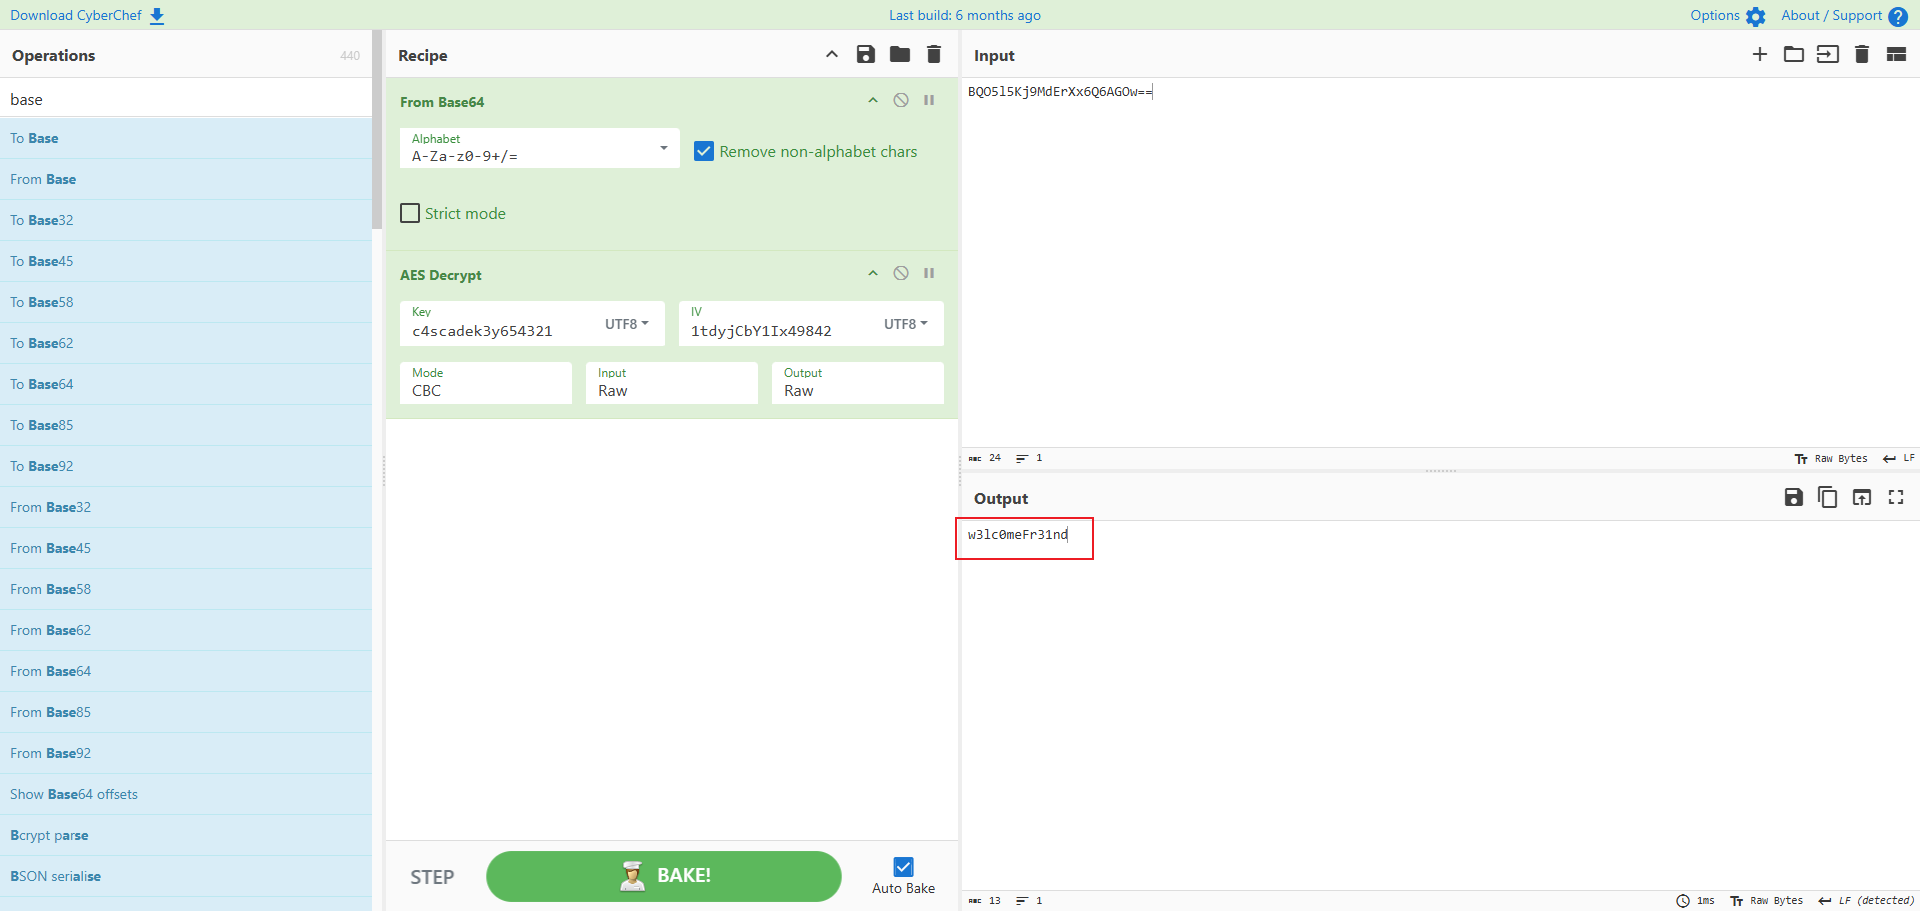 Download CyberChef
Last build: 6 months ago
Options
About / Support
Operations
440
base
To Base
From Base
To Base32
To Base45
To Base58
To Base62
To Base64
To Base85
To Base92
From Base32
From Base45
From Base58
From Base62
From Base64
From Base85
From Base92
Show Base64 offsets
Bcrypt parse
BSON serialise
Recipe
From Base64
Alphabet
A-Za-z0-9+/=
Remove non-alphabet chars
Strict mode
AES Decrypt
Key
c4scadek3y654321
UTF8
IV
1tdyjCbY1Ix49842
UTF8
Mode
CBC
Input
Raw
Output
Raw
STEP
BAKE!
Auto Bake
Input
BQO5l5Kj9MdErXx6Q6AGOw==
ABC 24
1
Raw Bytes
LF
Output
w3lc0meFr31nd
ABC 13
1
1ms
Raw Bytes
LF (detected)